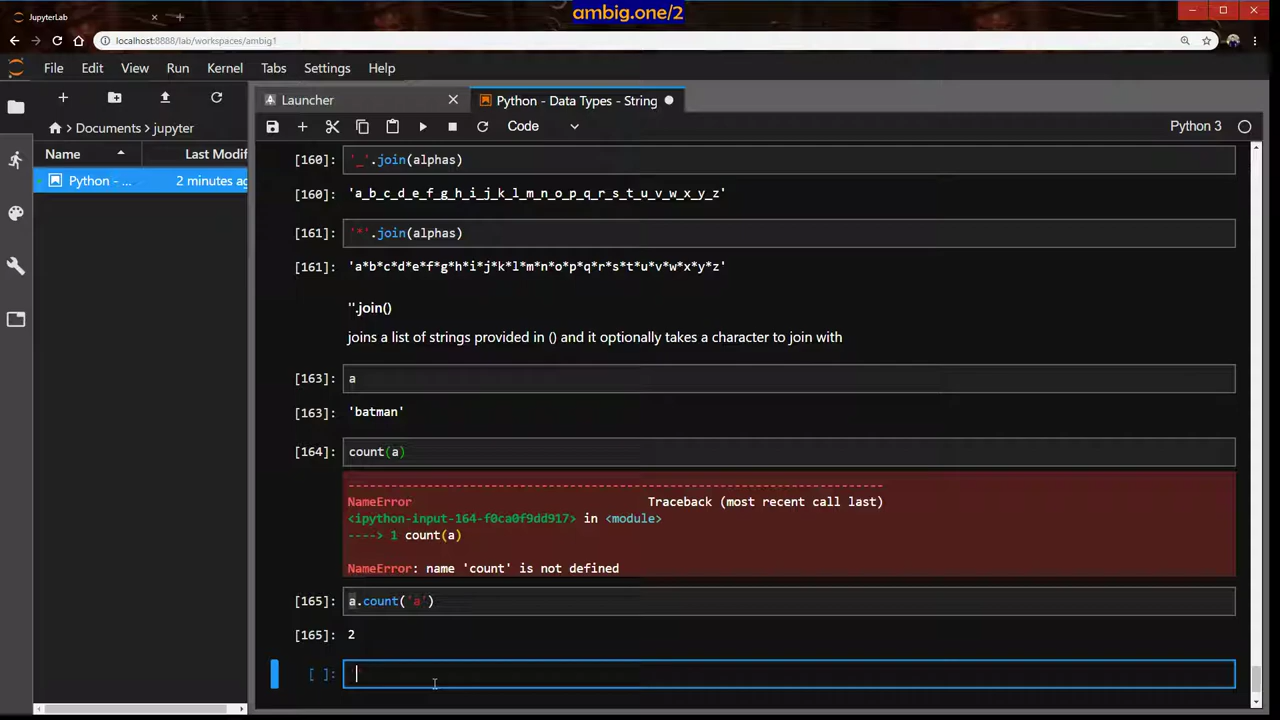 ambig.one/2
JupyterLab
localhost:8888/lab/workspaces/ambig1
File Edit View Run Kernel Tabs Settings Help
Launcher
Python - Data Types - String
Code
Python 3
Documents > jupyter
Name Last Modif
Python - ... 2 minutes ag
[160]: '_'.join(alphas)
[160]: 'a_b_c_d_e_f_g_h_i_j_k_l_m_n_o_p_q_r_s_t_u_v_w_x_y_z'
[161]: '*'.join(alphas)
[161]: 'a*b*c*d*e*f*g*h*i*j*k*l*m*n*o*p*q*r*s*t*u*v*w*x*y*z'
''.join()
joins a list of strings provided in () and it optionally takes a character to join with
[163]: a
[163]: 'batman'
[164]: count(a)
---------------------------------------------------------------------------
NameError Traceback (most recent call last)
<ipython-input-164-f0ca0f9dd917> in <module>
----> 1 count(a)
NameError: name 'count' is not defined
[165]: a.count('a')
[165]: 2
[ ]: